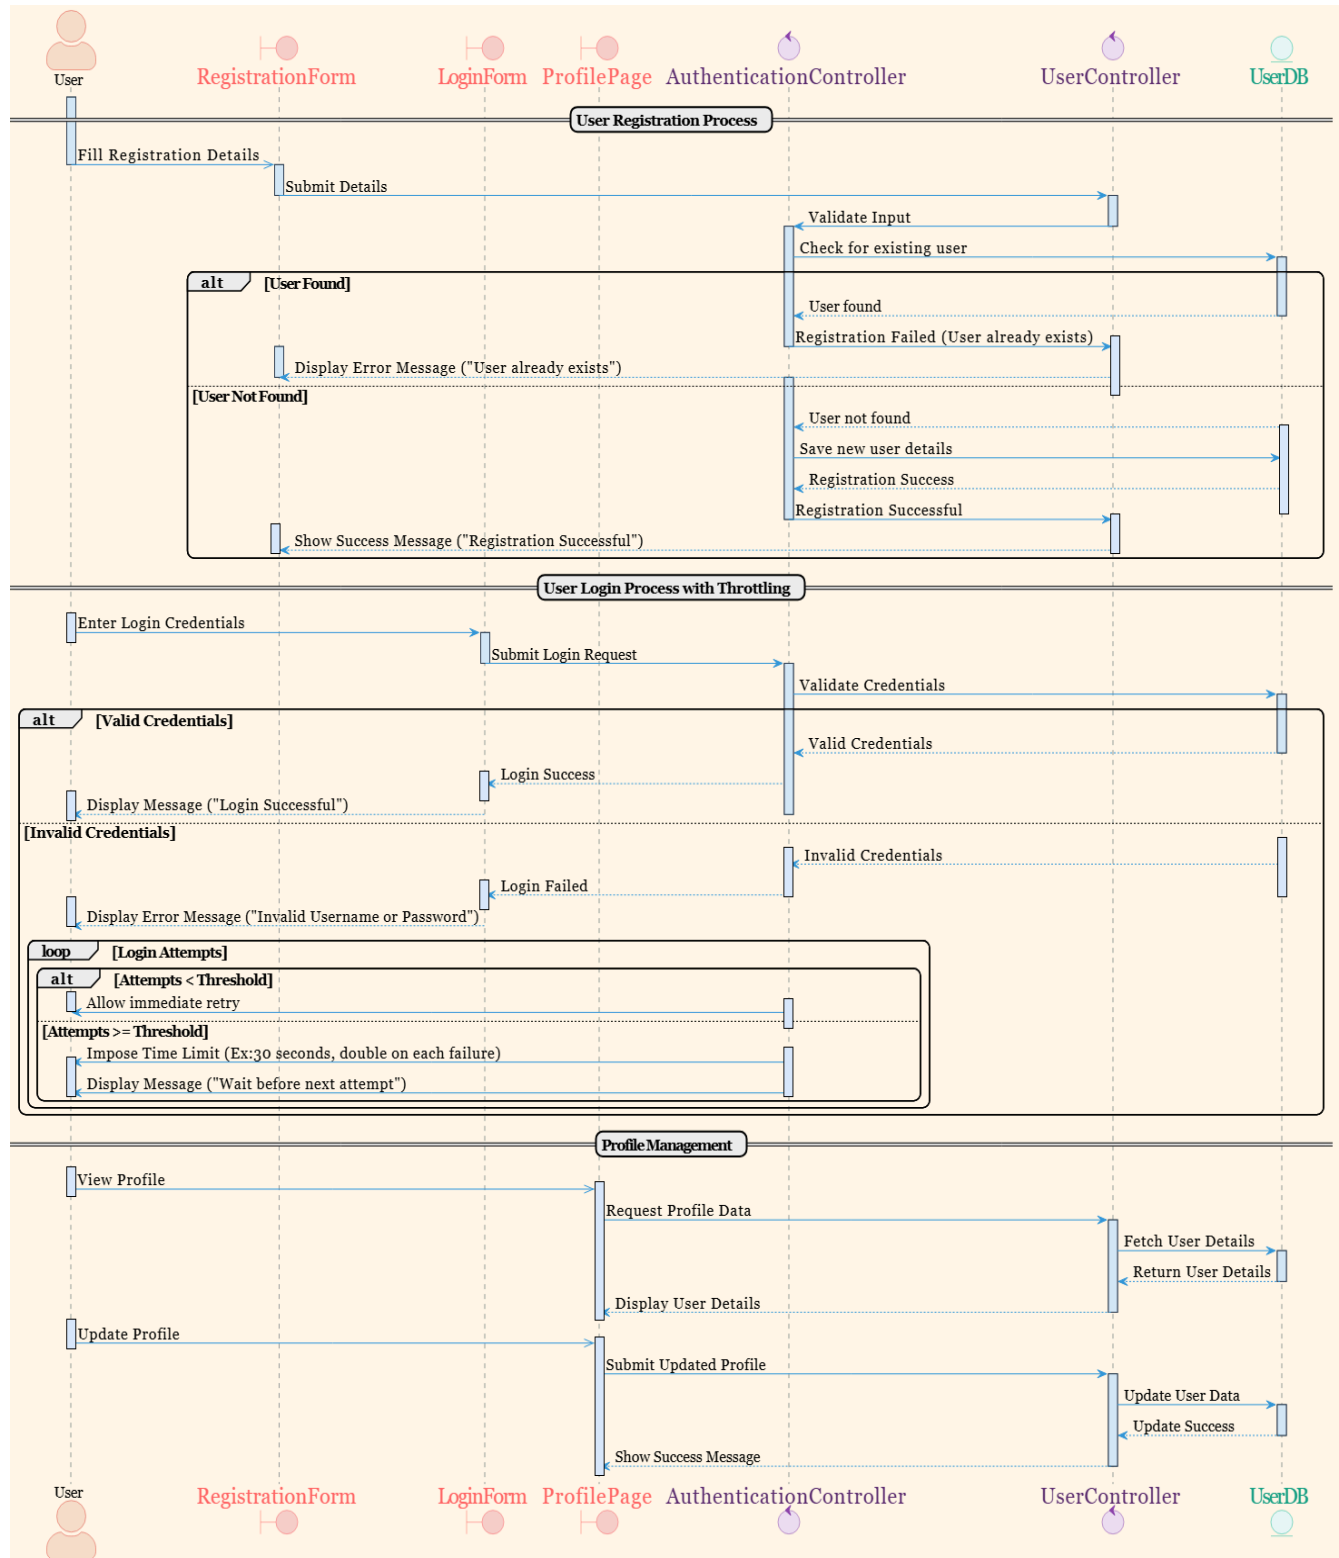 User
RegistrationForm LoginForm ProfilePage AuthenticationController UserController UserDB
User Registration Process
Fill Registration Details
Submit Details
Validate Input
Check for existing user
alt [User Found]
User found
Registration Failed (User already exists)
Display Error Message ("User already exists")
[User Not Found]
User not found
Save new user details
Registration Success
Registration Successful
Show Success Message ("Registration Successful")
User Login Process with Throttling
Enter Login Credentials
Submit Login Request
Validate Credentials
alt [Valid Credentials]
Valid Credentials
Login Success
Display Message ("Login Successful")
[Invalid Credentials]
Invalid Credentials
Login Failed
Display Error Message ("Invalid Username or Password")
loop [Login Attempts]
alt [Attempts < Threshold]
Allow immediate retry
[Attempts >= Threshold]
Impose Time Limit (Ex:30 seconds, double on each failure)
Display Message ("Wait before next attempt")
Profile Management
View Profile
Request Profile Data
Fetch User Details
Return User Details
Display User Details
Update Profile
Submit Updated Profile
Update User Data
Update Success
Show Success Message
User
RegistrationForm LoginForm ProfilePage AuthenticationController UserController UserDB